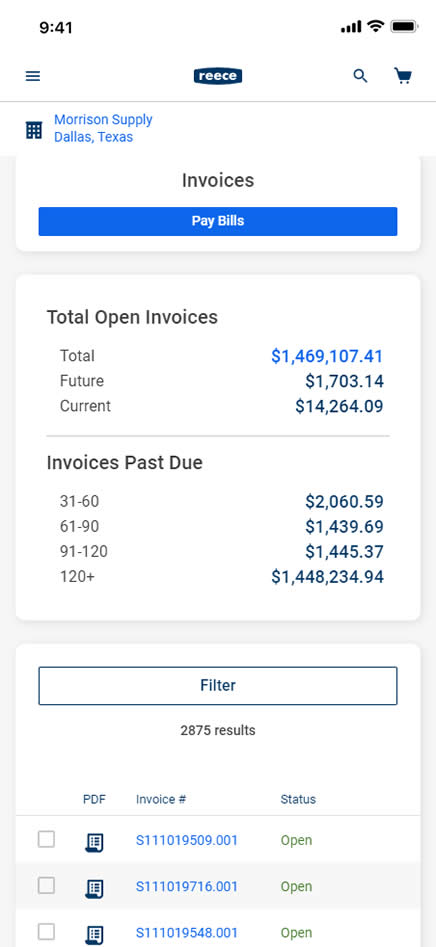 9:41
reece
Morrison Supply
Dallas, Texas
Invoices
Pay Bills
Total Open Invoices
Total $1,469,107.41
Future $1,703.14
Current $14,264.09
Invoices Past Due
31-60 $2,060.59
61-90 $1,439.69
91-120 $1,445.37
120+ $1,448,234.94
Filter
2875 results
PDF Invoice # Status
S111019509.001 Open
S111019716.001 Open
S111019548.001 Open